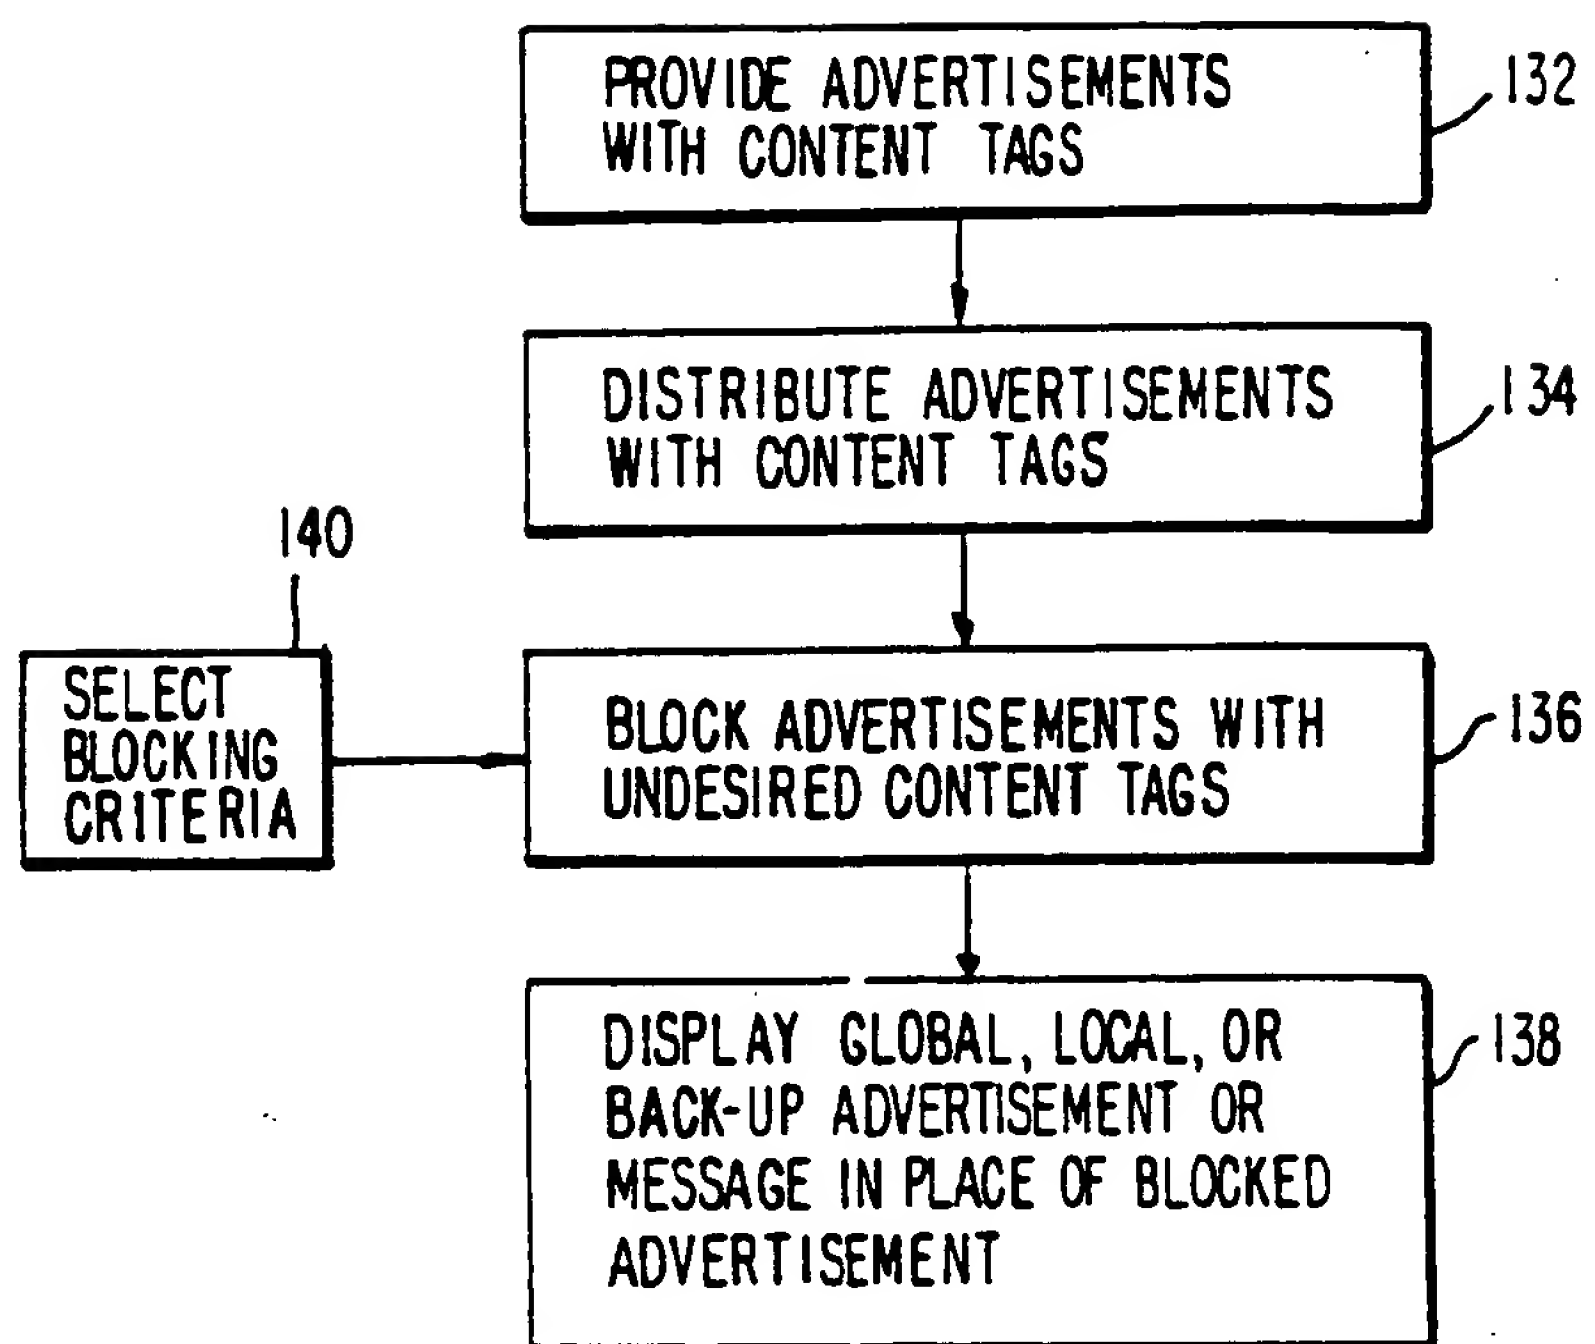 PROVIDE ADVERTISEMENTS
WITH CONTENT TAGS
132
DISTRIBUTE ADVERTISEMENTS
WITH CONTENT TAGS
134
140
SELECT
BLOCKING
CRITERIA
BLOCK ADVERTISEMENTS WITH
UNDESIRED CONTENT TAGS
136
DISPLAY GLOBAL, LOCAL, OR
BACK-UP ADVERTISEMENT OR
MESSAGE IN PLACE OF BLOCKED
ADVERTISEMENT
138